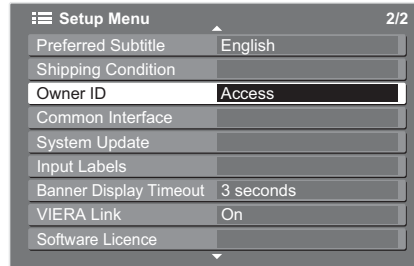 Setup Menu 2/2
Preferred Subtitle English
Shipping Condition
Owner ID Access
Common Interface
System Update
Input Labels
Banner Display Timeout 3 seconds
VIERA Link On
Software Licence